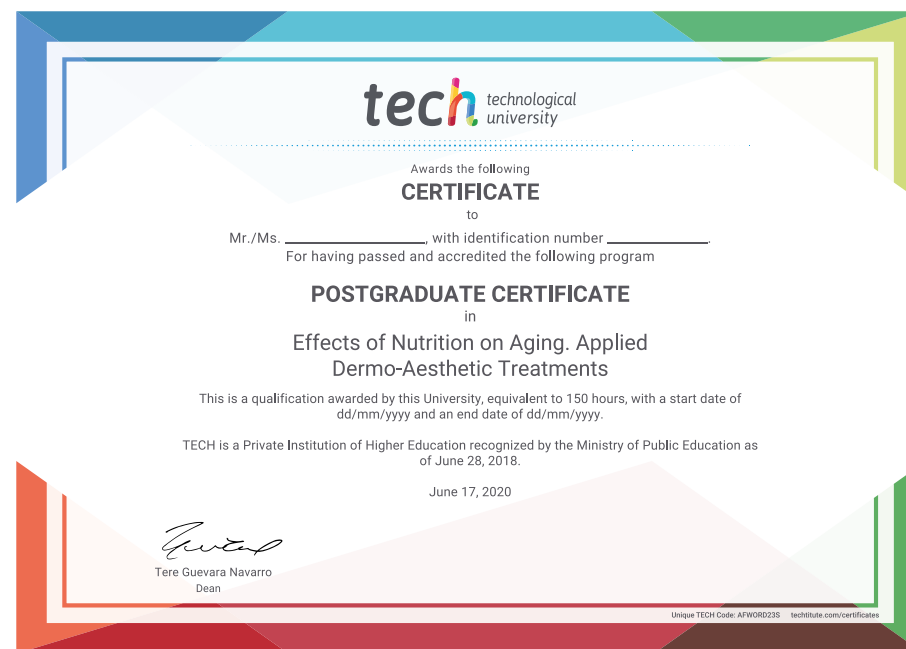 tech technological
university
Awards the following
CERTIFICATE
to
Mr./Ms. ____________________, with identification number ______________.
For having passed and accredited the following program
POSTGRADUATE CERTIFICATE
in
Effects of Nutrition on Aging. Applied
Dermo-Aesthetic Treatments
This is a qualification awarded by this University, equivalent to 150 hours, with a start date of
dd/mm/yyyy and an end date of dd/mm/yyyy.
TECH is a Private Institution of Higher Education recognized by the Ministry of Public Education as
of June 28, 2018.
June 17, 2020
Tere Guevara Navarro
Dean
Unique TECH Code: AFWORD23S techtitute.com/certificates